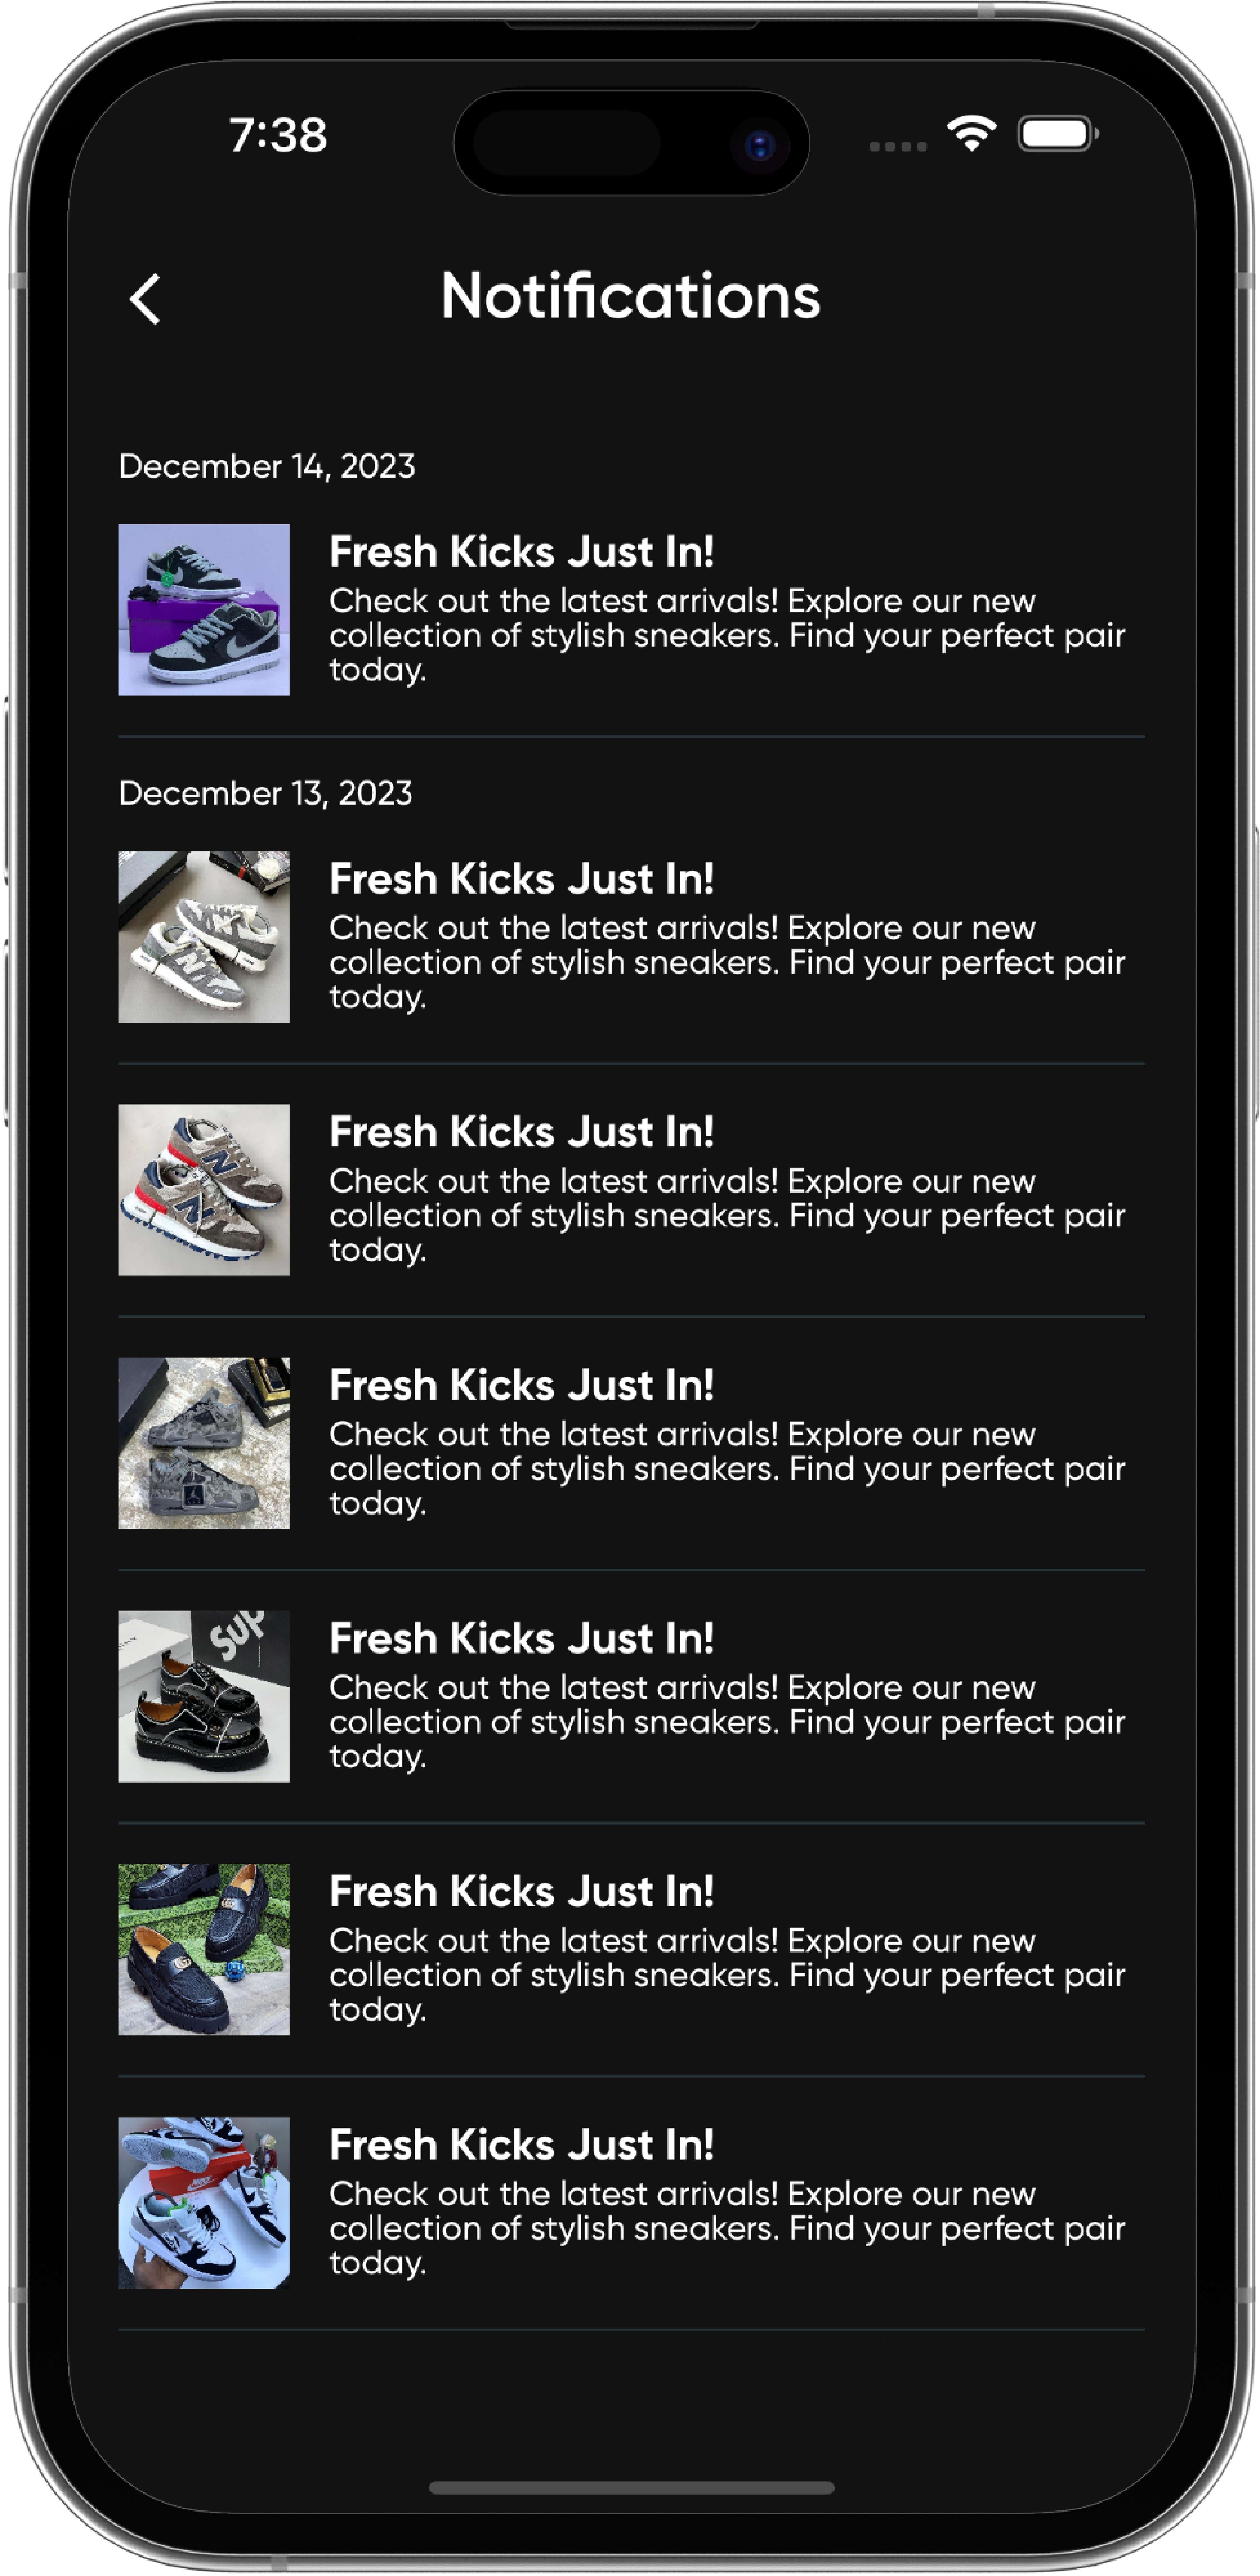 7:38
Notifications
December 14, 2023
Fresh Kicks Just In!
Check out the latest arrivals! Explore our new
collection of stylish sneakers. Find your perfect pair
today.
December 13, 2023
Fresh Kicks Just In!
Check out the latest arrivals! Explore our new
collection of stylish sneakers. Find your perfect pair
today.
Fresh Kicks Just In!
Check out the latest arrivals! Explore our new
collection of stylish sneakers. Find your perfect pair
today.
Fresh Kicks Just In!
Check out the latest arrivals! Explore our new
collection of stylish sneakers. Find your perfect pair
today.
Sup
Fresh Kicks Just In!
Check out the latest arrivals! Explore our new
collection of stylish sneakers. Find your perfect pair
today.
Fresh Kicks Just In!
Check out the latest arrivals! Explore our new
collection of stylish sneakers. Find your perfect pair
today.
Fresh Kicks Just In!
Check out the latest arrivals! Explore our new
collection of stylish sneakers. Find your perfect pair
today.